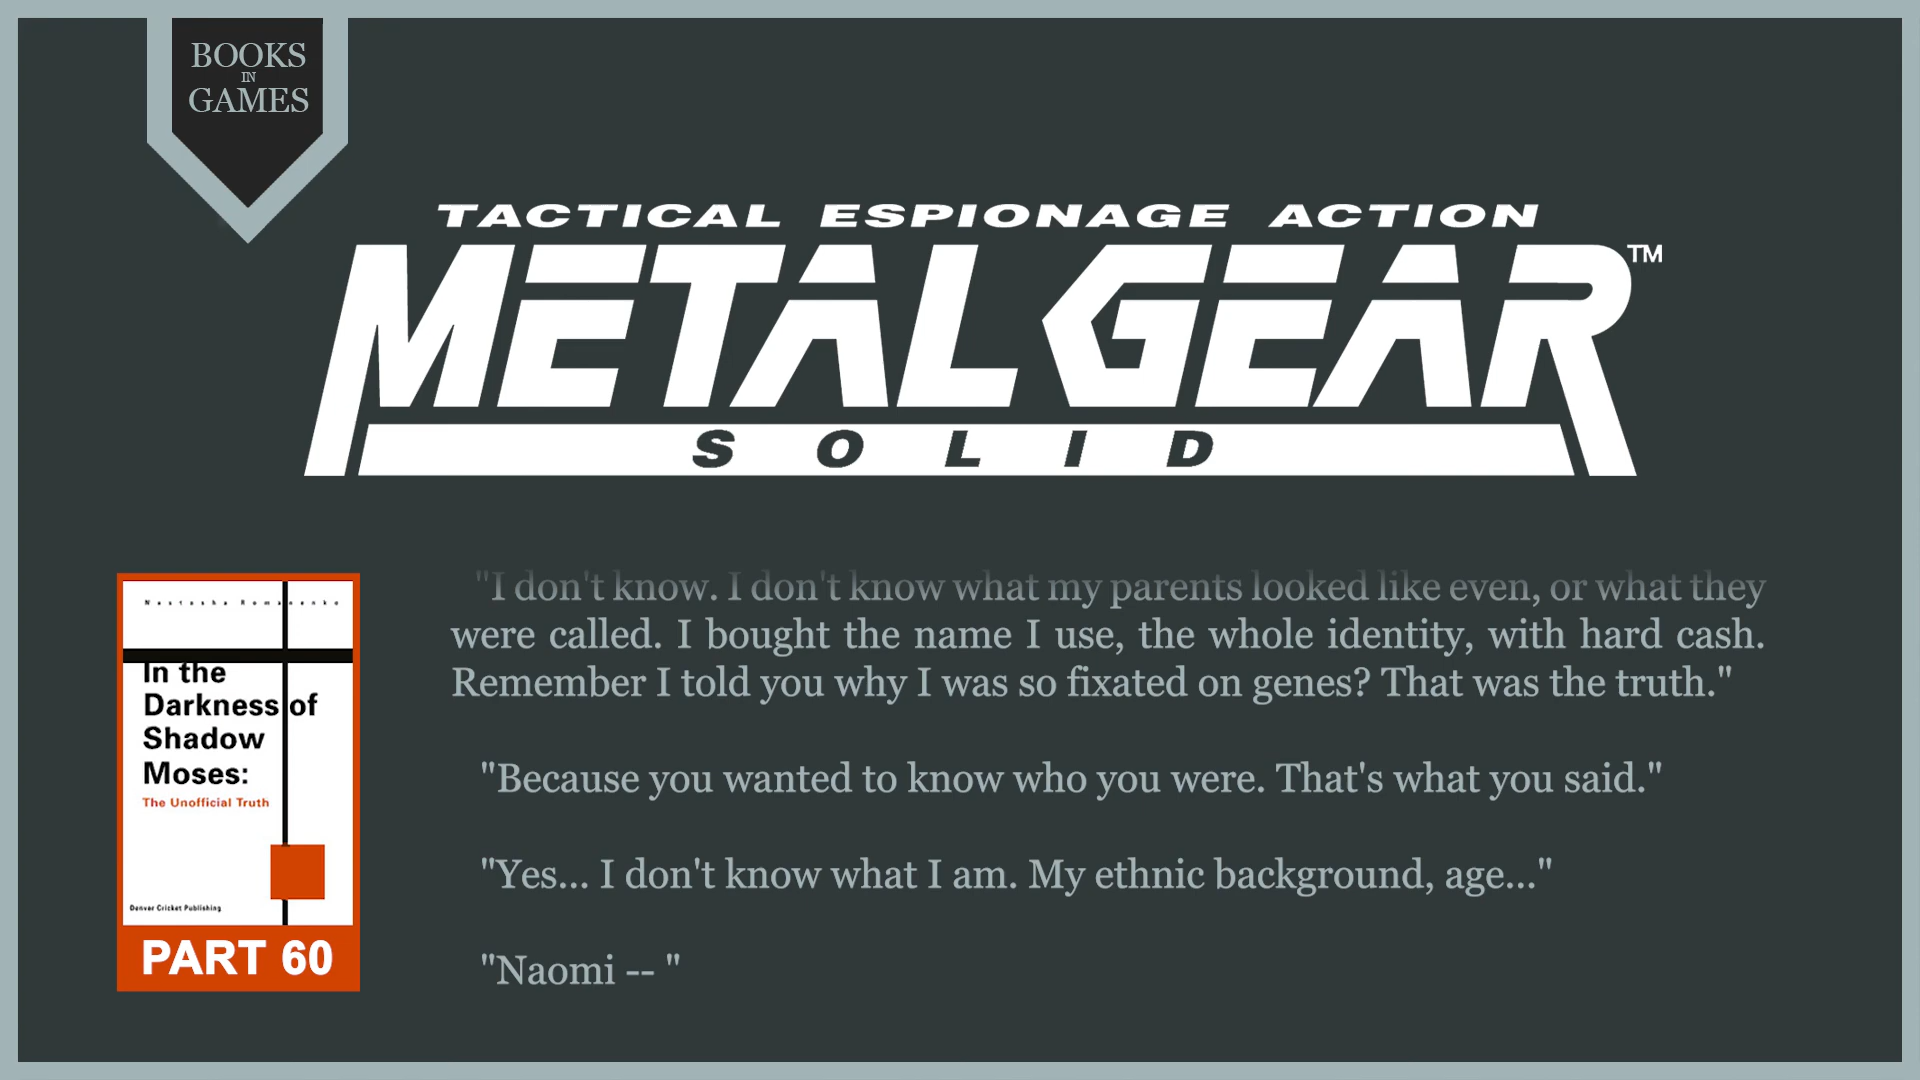 BOOKS
IN
GAMES
TACTICAL ESPIONAGE ACTION
METAL GEAR™
SOLID
Nastasha Romanenko
In the
Darkness of
Shadow
Moses:
The Unofficial Truth
Denver Cricket Publishing
PART 60
"I don't know. I don't know what my parents looked like even, or what they
were called. I bought the name I use, the whole identity, with hard cash.
Remember I told you why I was so fixated on genes? That was the truth."
"Because you wanted to know who you were. That's what you said."
"Yes... I don't know what I am. My ethnic background, age..."
"Naomi -- "